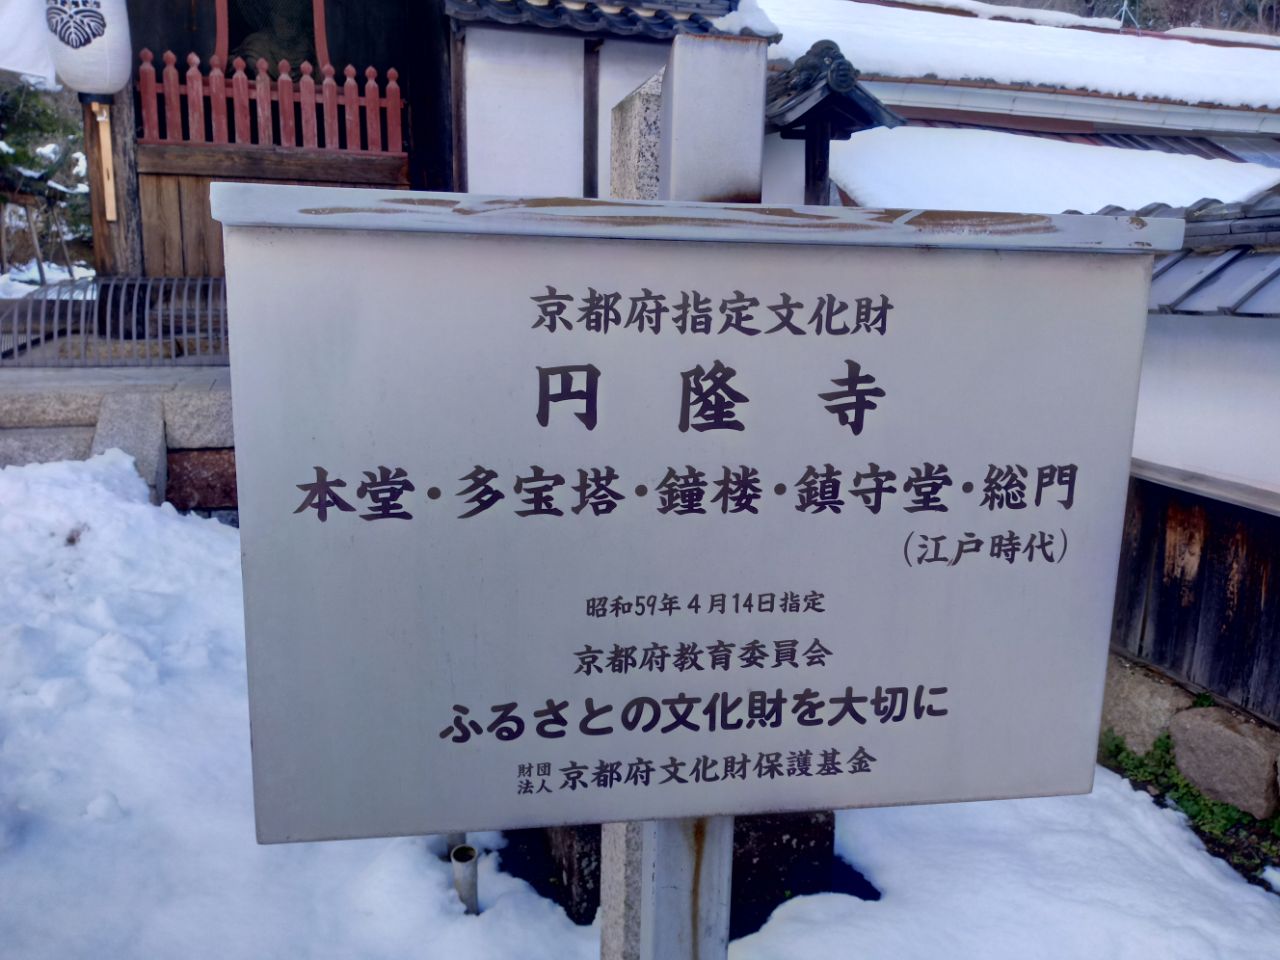 京都府指定文化財
円隆寺
本堂・多宝塔・鐘楼・鎮守堂・総門
（江戸時代）
昭和59年4月14日指定
京都府教育委員会
ふるさとの文化財を大切に
財団法人 京都府文化財保護基金